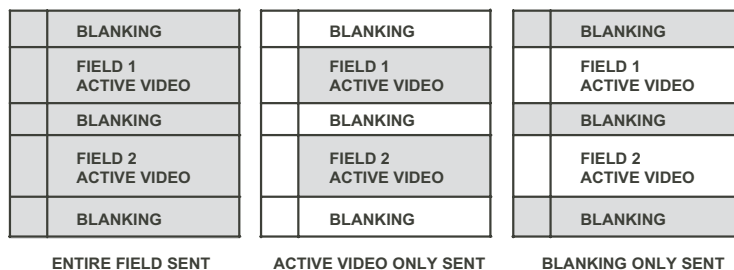 BLANKING
FIELD 1
ACTIVE VIDEO
BLANKING
FIELD 2
ACTIVE VIDEO
BLANKING
ENTIRE FIELD SENT
BLANKING
FIELD 1
ACTIVE VIDEO
BLANKING
FIELD 2
ACTIVE VIDEO
BLANKING
ACTIVE VIDEO ONLY SENT
BLANKING
FIELD 1
ACTIVE VIDEO
BLANKING
FIELD 2
ACTIVE VIDEO
BLANKING
BLANKING ONLY SENT